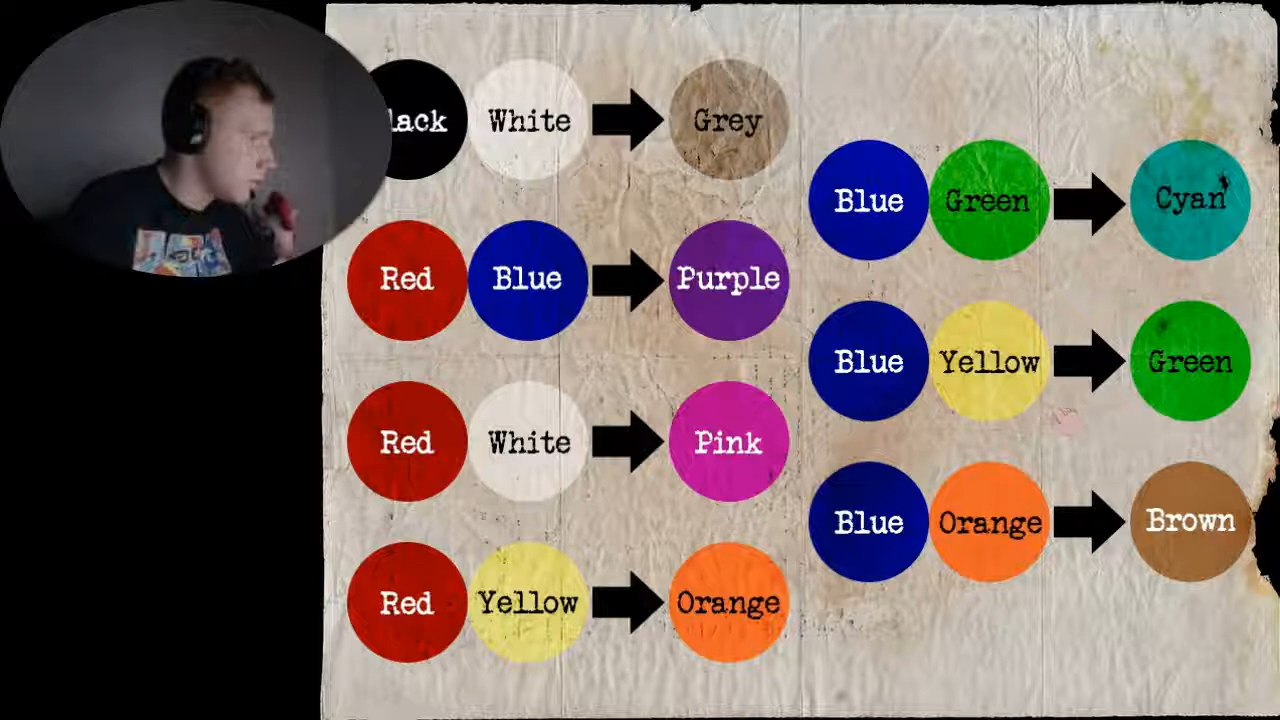 lack White Grey
Red Blue Purple
Red White Pink
Red Yellow Orange
Blue Green Cyan
Blue Yellow Green
Blue Orange Brown